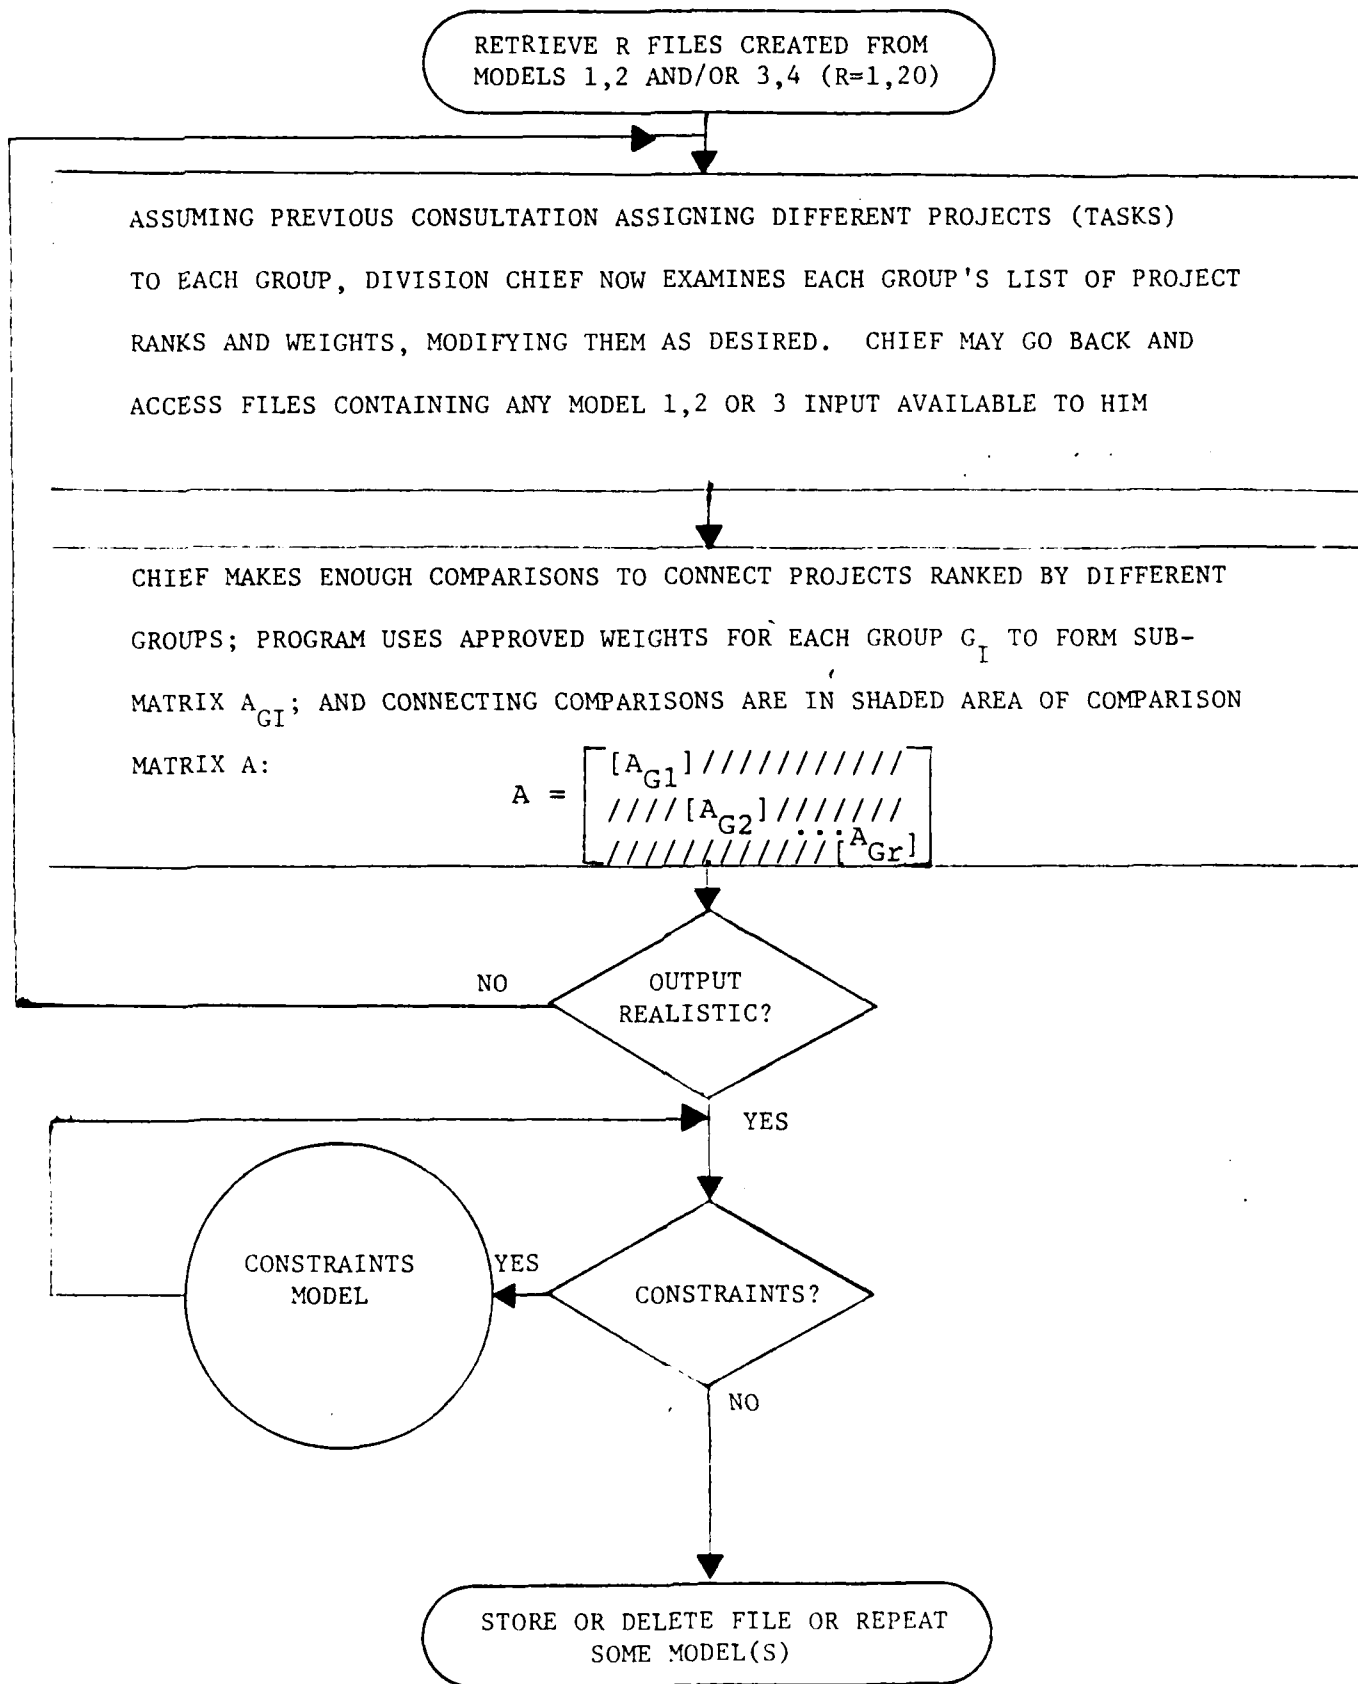 RETRIEVE R FILES CREATED FROM
MODELS 1,2 AND/OR 3,4 (R=1,20)
ASSUMING PREVIOUS CONSULTATION ASSIGNING DIFFERENT PROJECTS (TASKS)
TO EACH GROUP, DIVISION CHIEF NOW EXAMINES EACH GROUP'S LIST OF PROJECT
RANKS AND WEIGHTS, MODIFYING THEM AS DESIRED. CHIEF MAY GO BACK AND
ACCESS FILES CONTAINING ANY MODEL 1,2 OR 3 INPUT AVAILABLE TO HIM
CHIEF MAKES ENOUGH COMPARISONS TO CONNECT PROJECTS RANKED BY DIFFERENT
GROUPS; PROGRAM USES APPROVED WEIGHTS FOR EACH GROUP G_I TO FORM SUB-
MATRIX A_GI; AND CONNECTING COMPARISONS ARE IN SHADED AREA OF COMPARISON
MATRIX A:
A = [A_G1]///////////
////[A_G2]///////
////////////...[A_Gr]
NO
OUTPUT
REALISTIC?
YES
CONSTRAINTS
MODEL
YES
CONSTRAINTS?
NO
STORE OR DELETE FILE OR REPEAT
SOME MODEL(S)